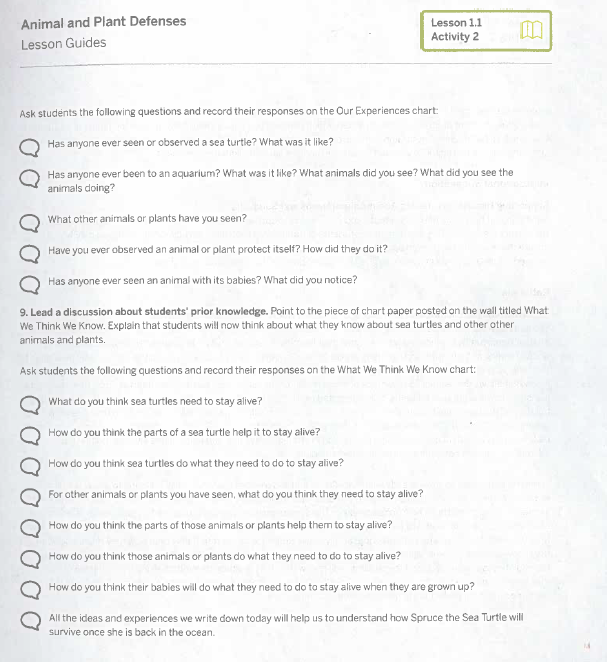 Animal and Plant Defenses
Lesson Guides
Lesson 1.1
Activity 2
Ask students the following questions and record their responses on the Our Experiences chart:
Has anyone ever seen or observed a sea turtle? What was it like?
Has anyone ever been to an aquarium? What was it like? What animals did you see? What did you see the
animals doing?
What other animals or plants have you seen?
Have you ever observed an animal or plant protect itself? How did they do it?
Has anyone ever seen an animal with its babies? What did you notice?
9. Lead a discussion about students' prior knowledge. Point to the piece of chart paper posted on the wall titled What
We Think We Know. Explain that students will now think about what they know about sea turtles and other other
animals and plants.
Ask students the following questions and record their responses on the What We Think We Know chart:
What do you think sea turtles need to stay alive?
How do you think the parts of a sea turtle help it to stay alive?
How do you think sea turtles do what they need to do to stay alive?
For other animals or plants you have seen, what do you think they need to stay alive?
How do you think the parts of those animals or plants help them to stay alive?
How do you think those animals or plants do what they need to do to stay alive?
How do you think their babies will do what they need to do to stay alive when they are grown up?
All the ideas and experiences we write down today will help us to understand how Spruce the Sea Turtle will
survive once she is back in the ocean.